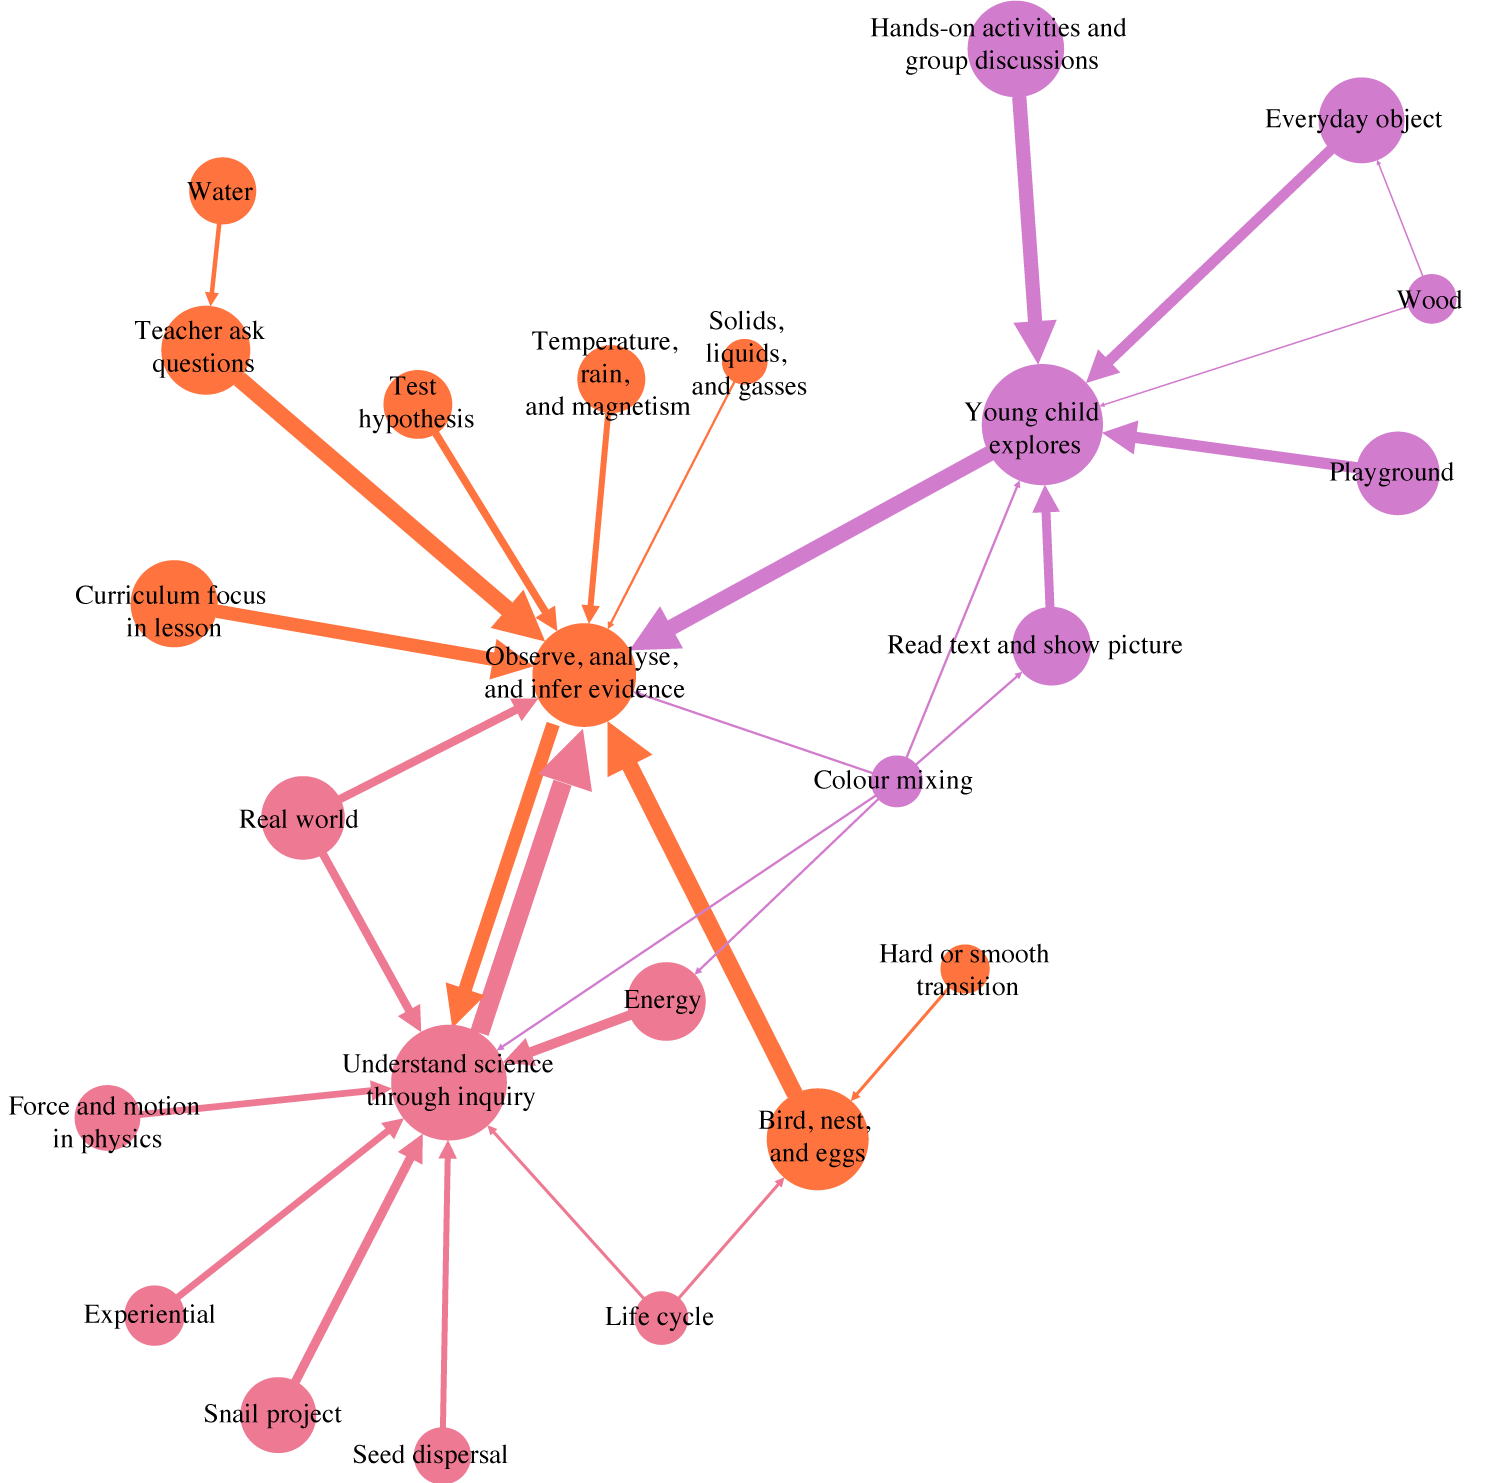 Hands-on activities and
group discussions
Everyday object
Water
Wood
Teacher ask
questions
Test
hypothesis
Temperature,
rain,
and magnetism
Solids,
liquids,
and gasses
Young child
explores
Playground
Curriculum focus
in lesson
Observe, analyse,
and infer evidence
Read text and show picture
Colour mixing
Real world
Energy
Hard or smooth
transition
Understand science
through inquiry
Force and motion
in physics
Bird, nest,
and eggs
Experiential
Life cycle
Snail project
Seed dispersal